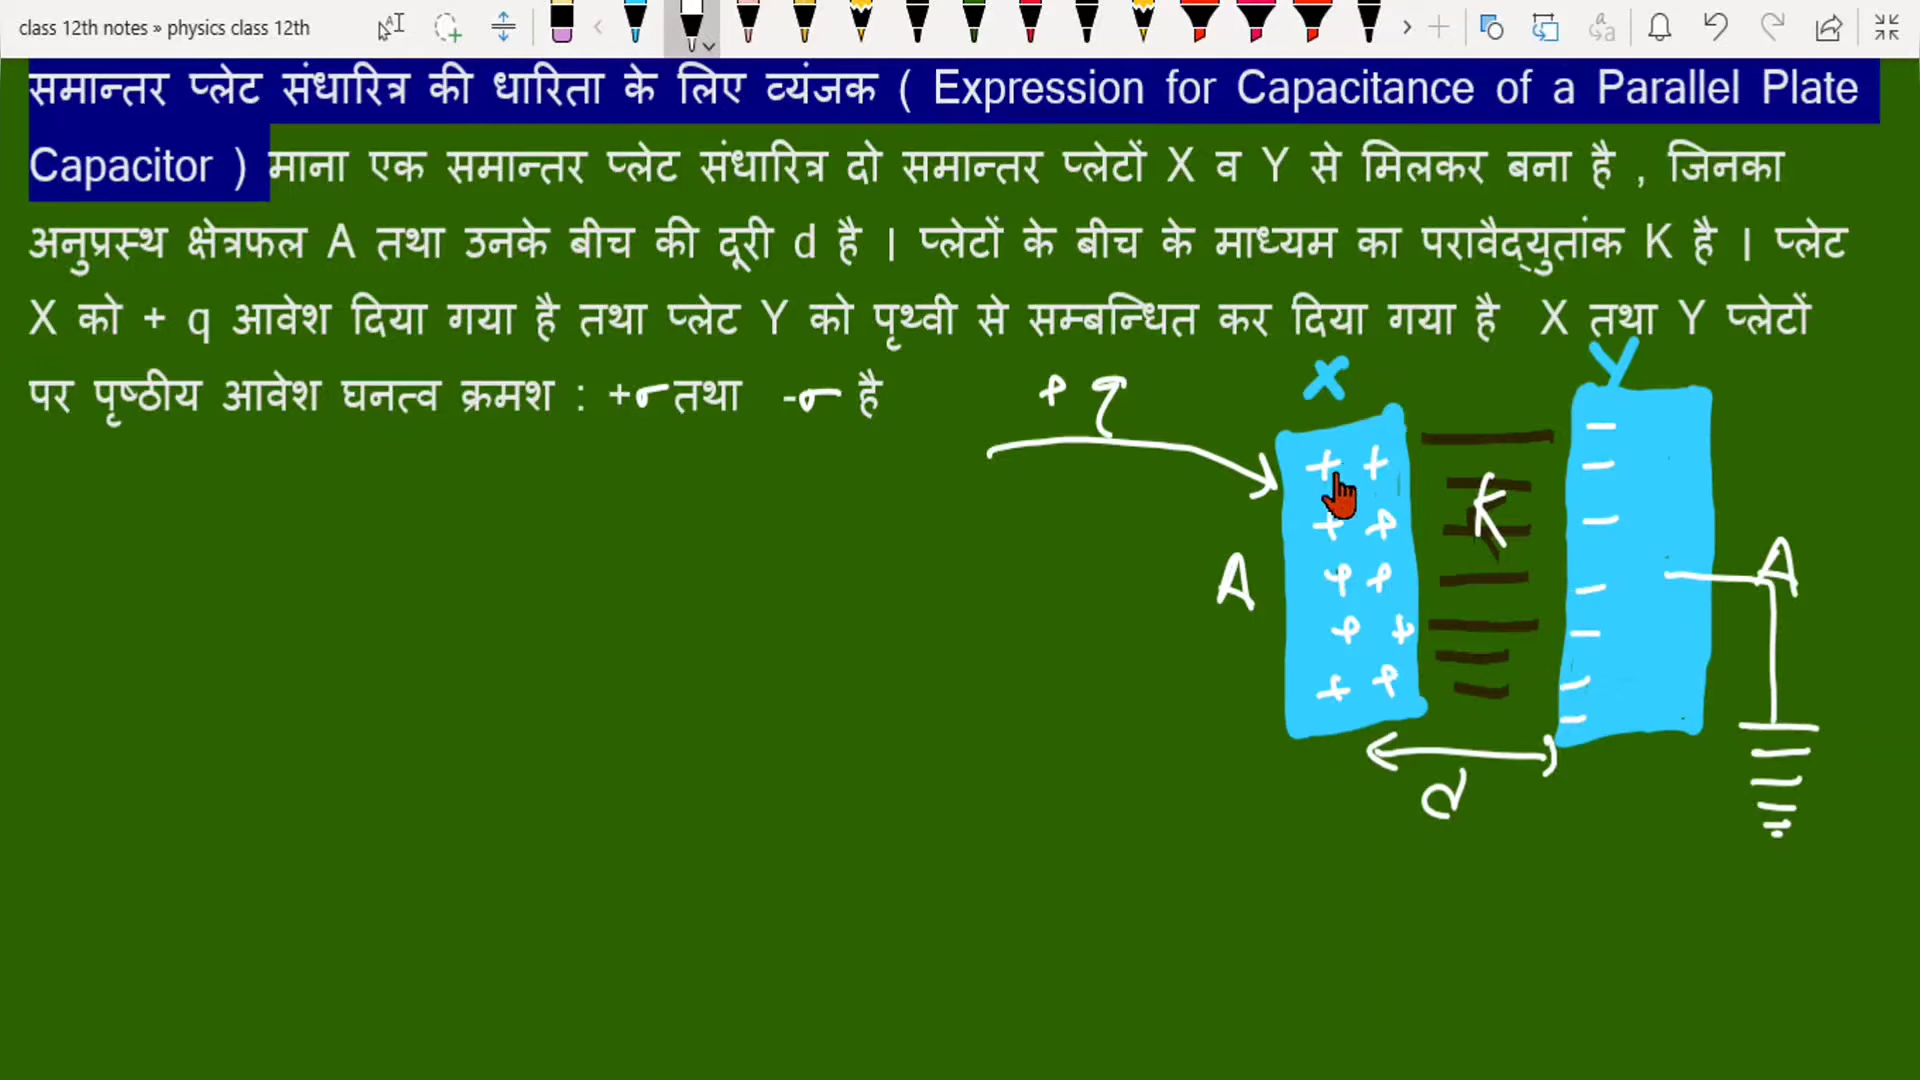 class 12th notes » physics class 12th
समान्तर प्लेट संधारित्र की धारिता के लिए व्यंजक ( Expression for Capacitance of a Parallel Plate
Capacitor ) माना एक समान्तर प्लेट संधारित्र दो समान्तर प्लेटों X व Y से मिलकर बना है , जिनका
अनुप्रस्थ क्षेत्रफल A तथा उनके बीच की दूरी d है । प्लेटों के बीच के माध्यम का परावैद्युतांक K है । प्लेट
X को + q आवेश दिया गया है तथा प्लेट Y को पृथ्वी से सम्बन्धित कर दिया गया है X तथा Y प्लेटों
पर पृष्ठीय आवेश घनत्व क्रमश : +σ तथा -σ है
+ q
X
Y
+ +
+ +
+ +
+ +
+ +
K
A
A
d